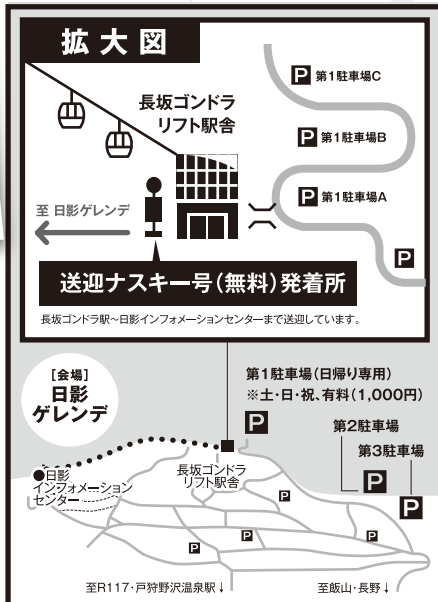 拡大図
P 第1駐車場C
長坂ゴンドラ
リフト駅舎
P 第1駐車場B
P 第1駐車場A
至 日影ゲレンデ
P
送迎ナスキー号(無料)発着所
長坂ゴンドラ駅〜日影インフォメーションセンターまで送迎しています。
[会場]
日影
ゲレンデ
第1駐車場(日帰り専用)
※土・日・祝、有料(1,000円)
P
第2駐車場
P
第3駐車場
P
●日影
インフォメーション
センター
長坂ゴンドラ
リフト駅舎
P
P
P
P
至R117・戸狩野沢温泉駅↓
至飯山・長野↓